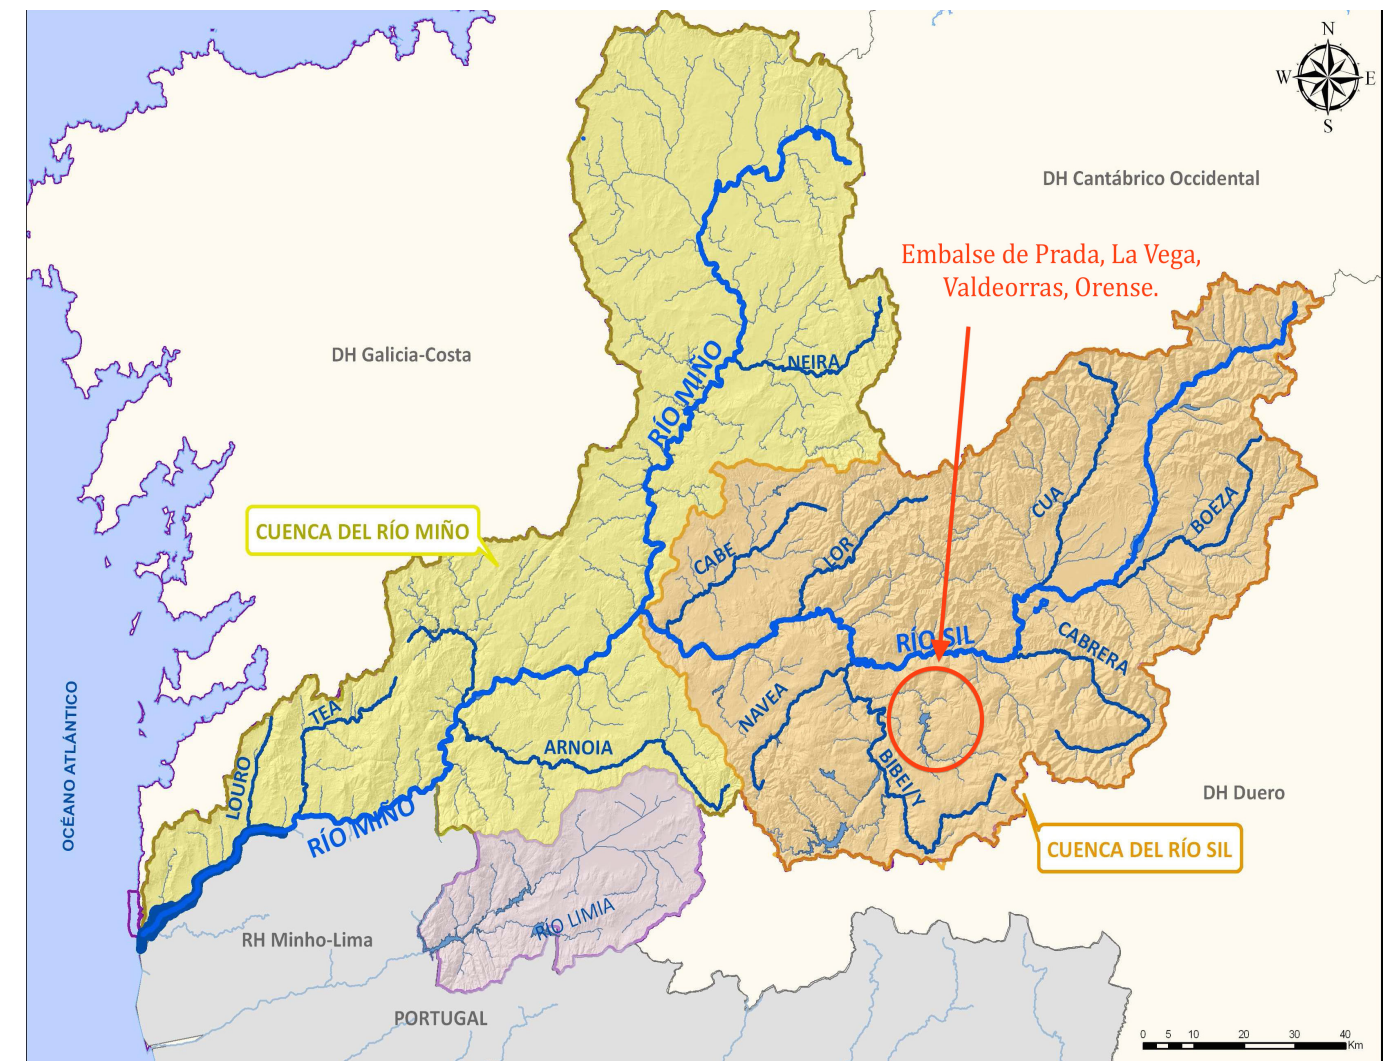 N
W E
S
DH Cantábrico Occidental
Embalse de Prada, La Vega,
Valdeorras, Orense.
DH Galicia-Costa
RÍO MIÑO
NEIRA
CUENCA DEL RÍO MIÑO
CABE
LOR
CUA
BOEZA
RÍO SIL
CABRERA
NAVEA
BIBEI/Y
TEA
LOURO
ARNOIA
RÍO MIÑO
OCÉANO ATLÁNTICO
DH Duero
CUENCA DEL RÍO SIL
RÍO LIMIA
RH Minho-Lima
PORTUGAL
0 5 10 20 30 40
Km